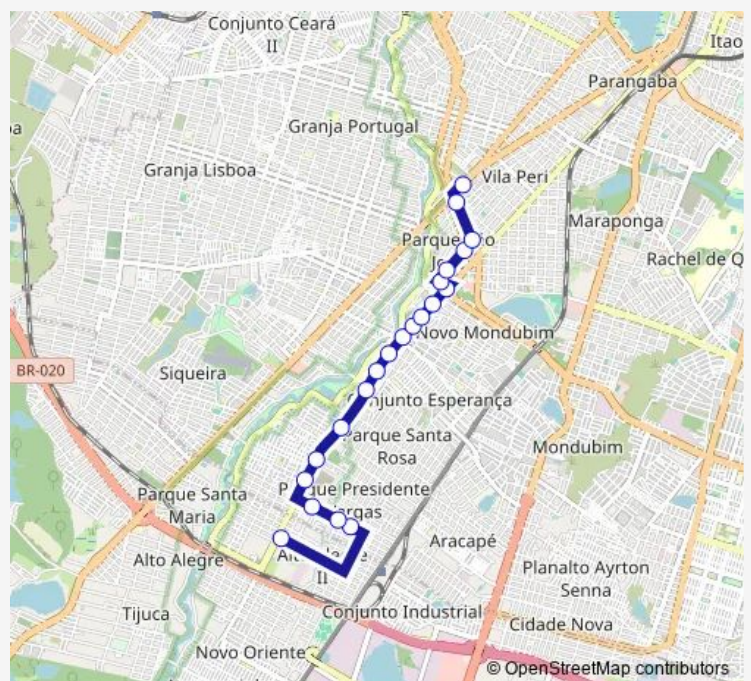 Conjunto Ceará
II
Itao
Parangaba
Granja Portugal
Granja Lisboa
Vila Peri
Maraponga
Parque
Rachel de Q
Novo Mondubim
BR-020
Siqueira
Conjunto Esperança
Parque Santa
Rosa
Mondubim
Parque Presidente
Vargas
Parque Santa
Maria
Aracapé
Alto Alegre
II
Planalto Ayrton
Senna
Tijuca
Conjunto Industrial
Cidade Nova
Novo Oriente
© OpenStreetMap contributors